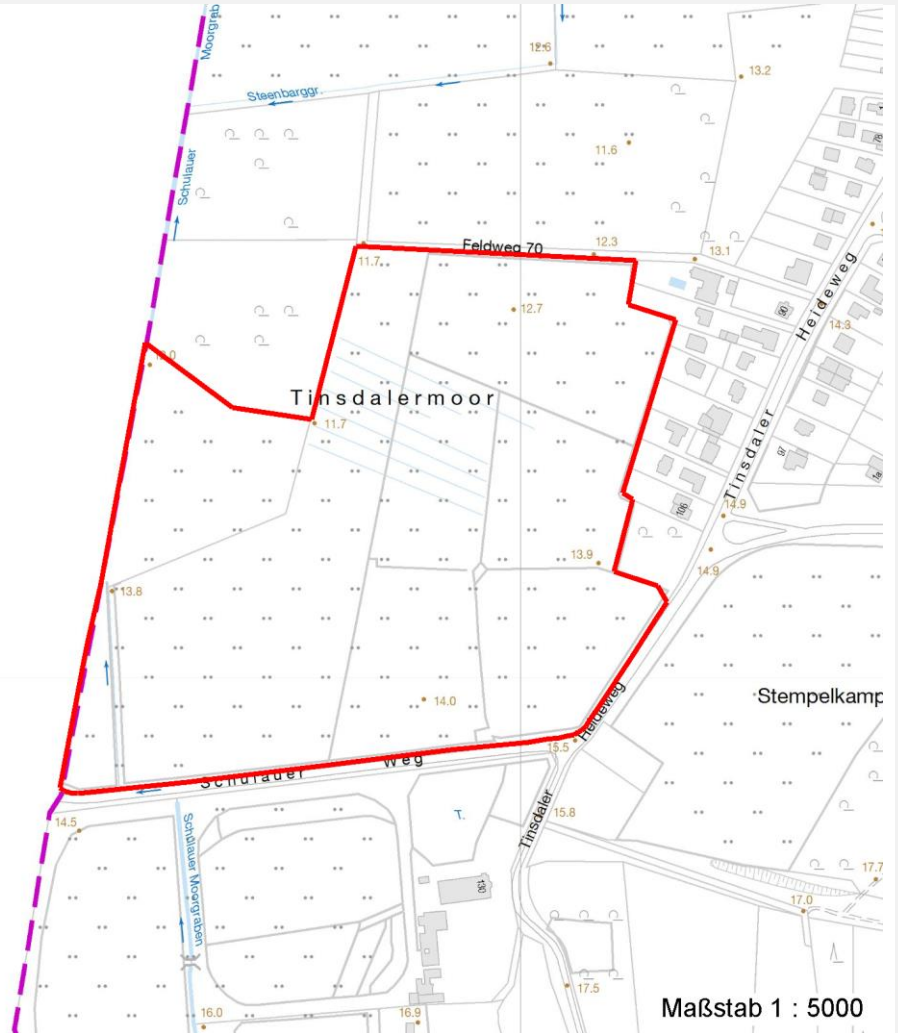 Moorgrab
12.6
13.2
Steenbarggr.
11.6
78
1
Schulauer
Feldweg 70
12.3
13.1
11.7
12.7
90
14.3
Heideweg
Tinsdalermoor
11.7
Tinsdaler
97
1a
106
14.9
13.9
14.9
13.8
Stempelkamp
14.0
Heideweg
15.5
Schulauer Weg
14.5
T.
15.8
Tinsdaler
Schulauer Moorgraben
130
17.7
17.0
17.5
16.0
16.9
Maßstab 1 : 5000